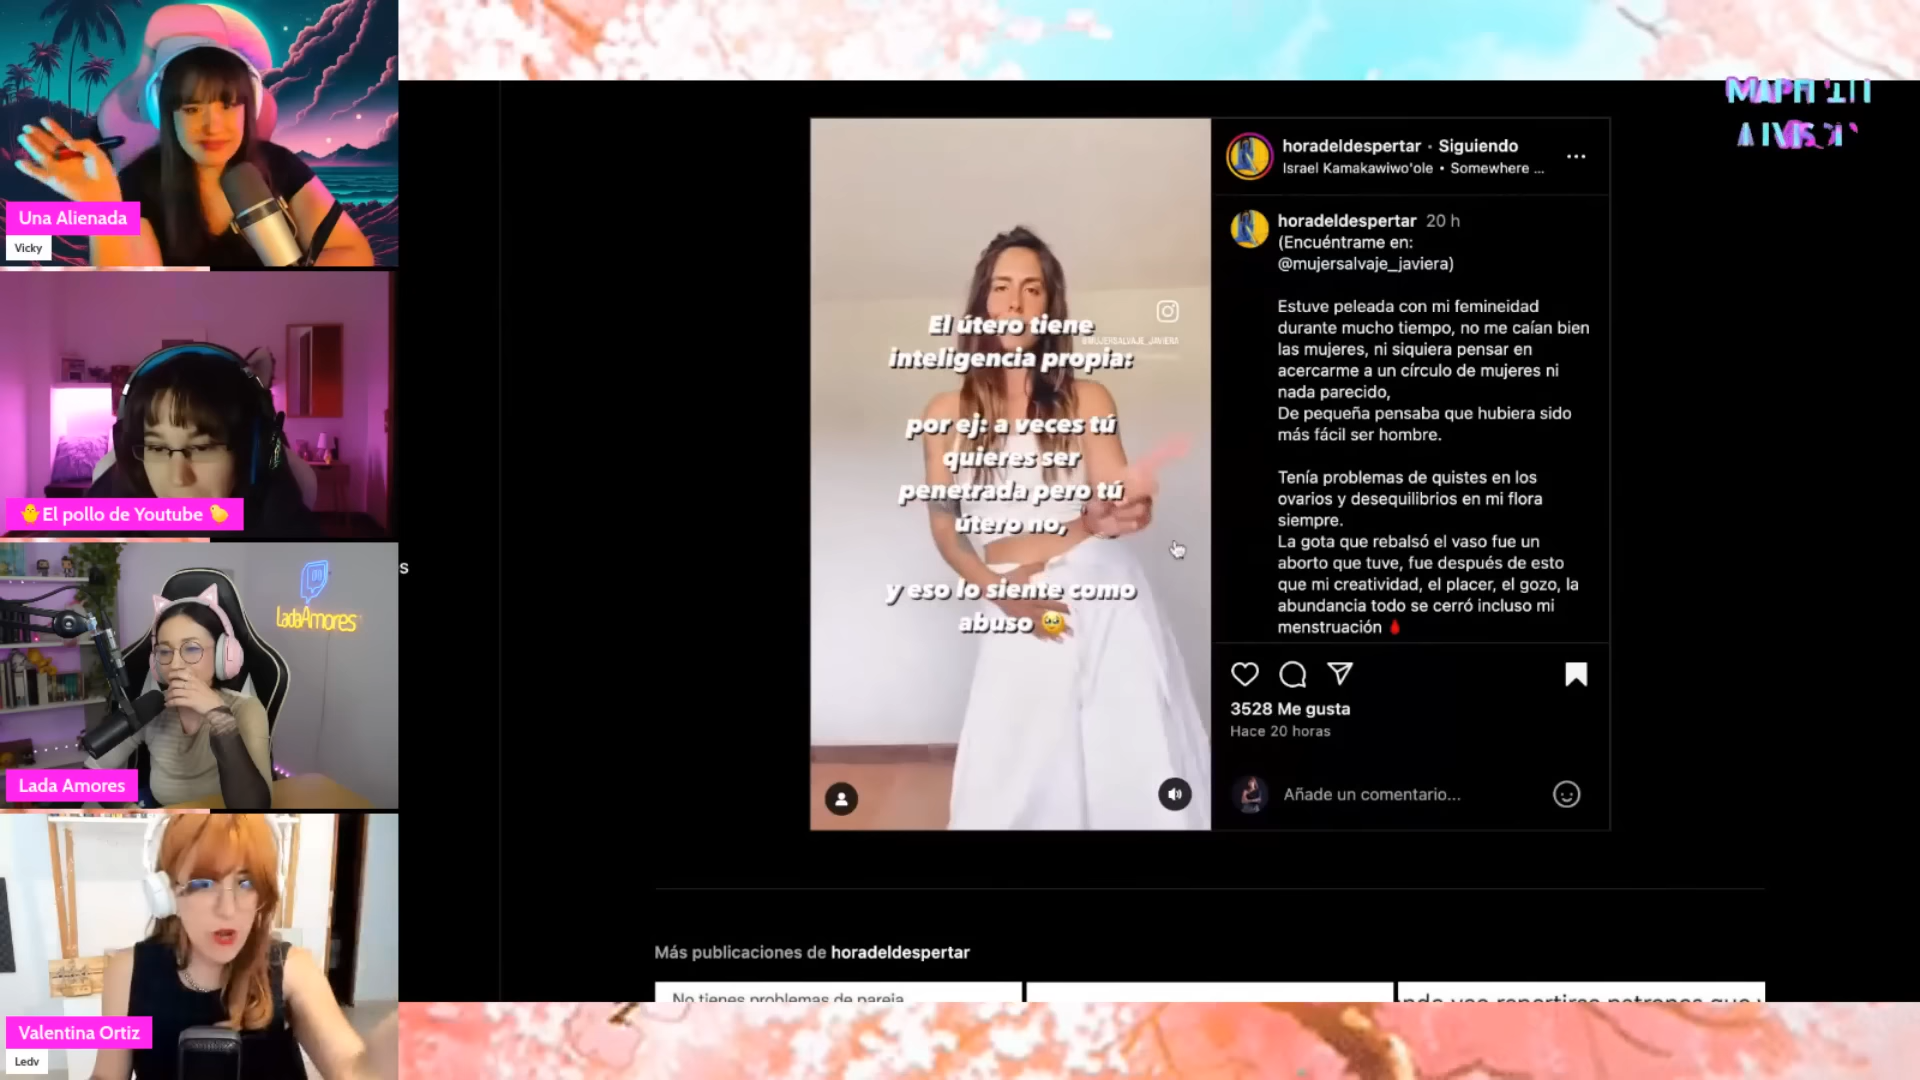 Una Alienada
Vicky
🐥El pollo de Youtube 🐤
LadaAmores
Lada Amores
Valentina Ortiz
Ledv
s
El útero tiene
inteligencia propia:
@MUJERSALVAJE_JAVIERA
por ej: a veces tú
quieres ser
penetrada pero tú
útero no,
y eso lo siente como
abuso 🥺
horadeldespertar · Siguiendo
Israel Kamakawiwo'ole • Somewhere ...
horadeldespertar 20 h
(Encuéntrame en:
@mujersalvaje_javiera)
Estuve peleada con mi femineidad
durante mucho tiempo, no me caían bien
las mujeres, ni siquiera pensar en
acercarme a un círculo de mujeres ni
nada parecido,
De pequeña pensaba que hubiera sido
más fácil ser hombre.
Tenía problemas de quistes en los
ovarios y desequilibrios en mi flora
siempre.
La gota que rebalsó el vaso fue un
aborto que tuve, fue después de esto
que mi creatividad, el placer, el gozo, la
abundancia todo se cerró incluso mi
menstruación 🩸
3528 Me gusta
Hace 20 horas
Añade un comentario...
Más publicaciones de horadeldespertar
No tienes problemas de pareja